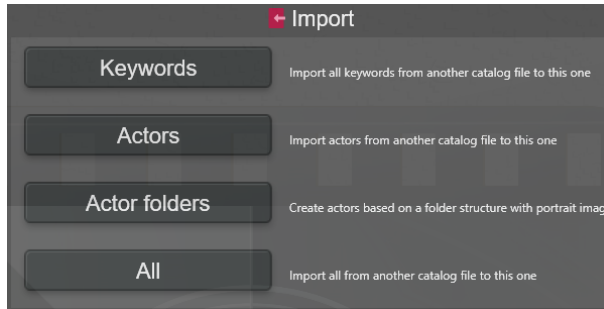 Import
Keywords
Import all keywords from another catalog file to this one
Actors
Import actors from another catalog file to this one
Actor folders
Create actors based on a folder structure with portrait imag
All
Import all from another catalog file to this one